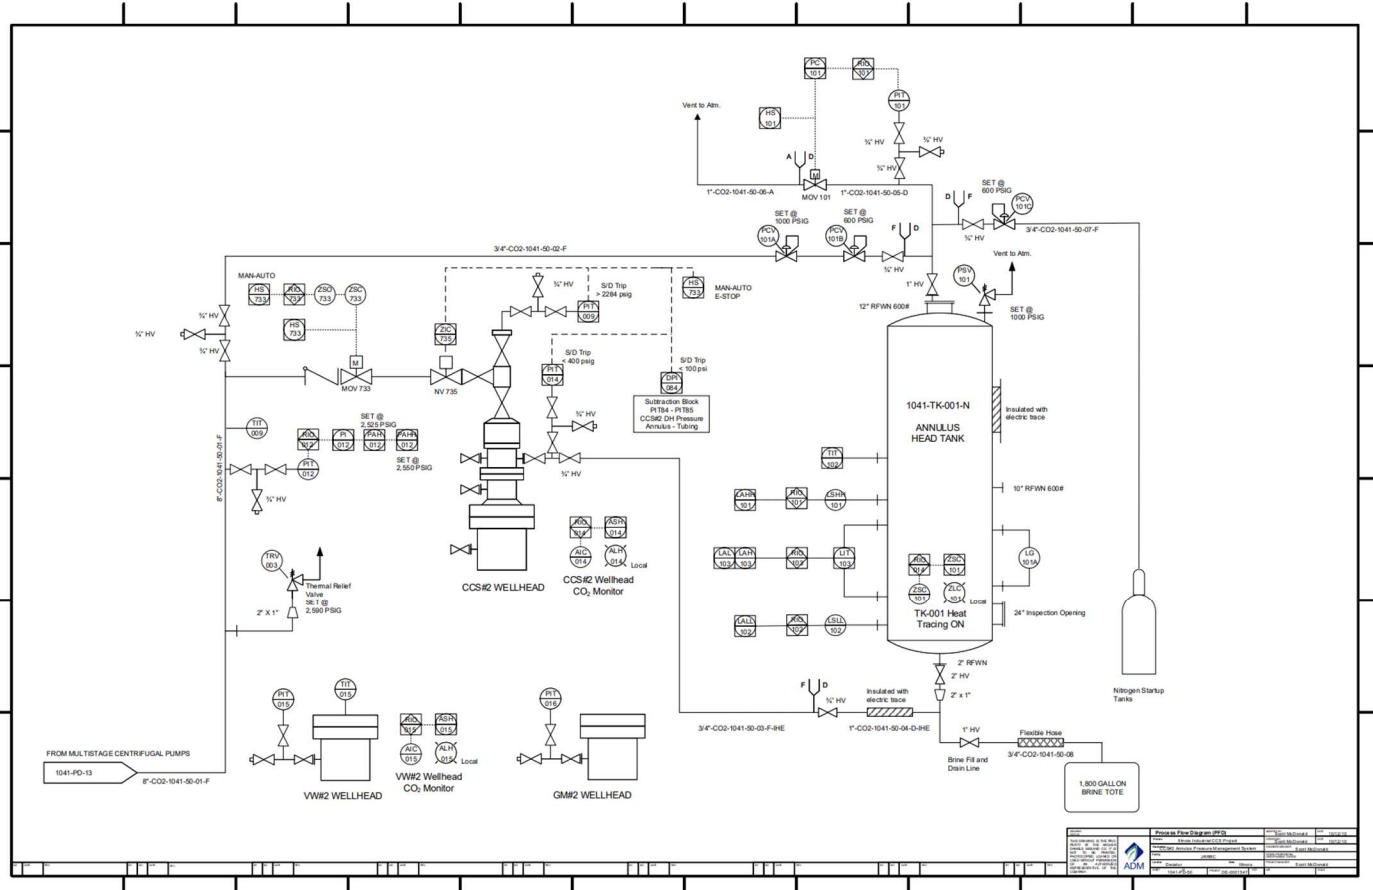 PC
101
RIO
101
PIT
101
Vent to Atm.
HS
101
¾" HV
¾" HV
¾" HV
A
D
M
MOV 101
1"-CO2-1041-50-06-A
1"-CO2-1041-50-05-D
SET @
600 PSIG
D
F
PCV
101C
¾" HV
3/4"-CO2-1041-50-07-F
SET @
1000 PSIG
PCV
101A
SET @
600 PSIG
PCV
101B
F
D
¾" HV
3/4"-CO2-1041-50-02-F
Vent to Atm.
PSV
101
1" HV
12" RFWN 600#
SET @
1000 PSIG
MAN-AUTO
HS
733
RIO
733
ZSO
733
ZSC
733
HS
733
¾" HV
¾" HV
¾" HV
M
MOV 733
ZIC
735
NV 735
¾" HV
S/D Trip
> 2284 psig
PIT
009
HS
733
MAN-AUTO
E-STOP
S/D Trip
< 400 psig
PIT
014
S/D Trip
< 100 psi
DPI
084
Subtraction Block
PIT84 - PIT85
CCS#2 DH Pressure
Annulus - Tubing
¾" HV
¾" HV
TIT
009
SET @
2,525 PSIG
RIO
012
PI
012
PAH
012
PAHH
012
SET @
2,550 PSIG
PIT
012
¾" HV
8"-CO2-1041-50-01-F
1041-TK-001-N
ANNULUS
HEAD TANK
Insulated with
electric trace
TIT
102
LAHH
101
RIO
101
LSHH
101
10" RFWN 600#
LAL
103
LAH
103
RIO
103
LIT
103
LG
101A
RIO
014
ZSC
101
ZSC
101
ZLC
101
Local
TK-001 Heat
Tracing ON
LALL
102
RIO
102
LSLL
102
24" Inspection Opening
RIO
014
ASH
014
AIC
014
ALH
014
Local
CCS#2 WELLHEAD
CCS#2 Wellhead
CO₂ Monitor
TRV
003
Thermal Relief
Valve
SET @
2,590 PSIG
2" X 1"
2" RFWN
2" HV
2" x 1"
Nitrogen Startup
Tanks
F
D
¾" HV
Insulated with
electric trace
3/4"-CO2-1041-50-03-F-IHE
1"-CO2-1041-50-04-D-IHE
1" HV
Flexible Hose
3/4"-CO2-1041-50-08
Brine Fill and
Drain Line
1,800 GALLON
BRINE TOTE
PIT
015
TIT
015
RIO
015
ASH
015
AIC
015
ALH
015
Local
VW#2 WELLHEAD
VW#2 Wellhead
CO₂ Monitor
PIT
016
GM#2 WELLHEAD
FROM MULTISTAGE CENTRIFUGAL PUMPS
1041-PD-13
8"-CO2-1041-50-01-F
ADM
Process Flow Diagram (PFD)
Illinois Industrial CCS Project
CCS#2 Annulus Pressure Management System
Decatur
Illinois
1041-PD-50
Scott McDonald
Scott McDonald
Scott McDonald
Scott McDonald